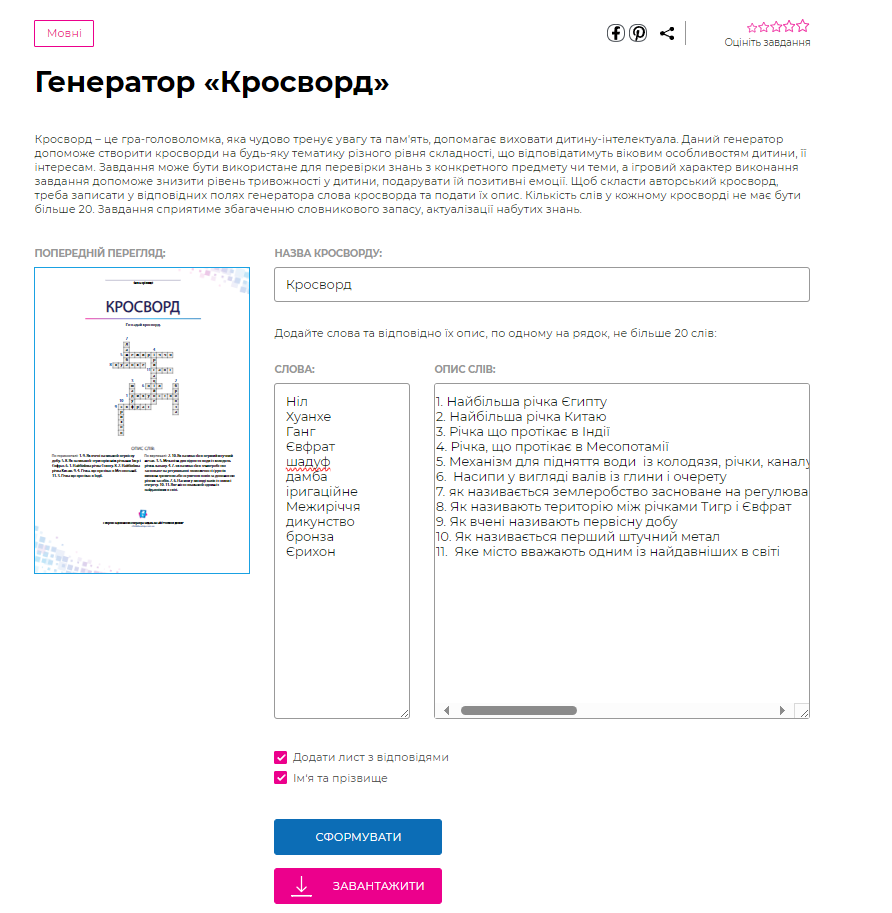 Мовні
Оцініть завдання
Генератор «Кросворд»
Кросворд – це гра-головоломка, яка чудово тренує увагу та пам'ять, допомагає виховати дитину-інтелектуала. Даний генератор
допоможе створити кросворди на будь-яку тематику різного рівня складності, що відповідатимуть віковим особливостям дитини, її
інтересам. Завдання може бути використане для перевірки знань з конкретного предмету чи теми, а ігровий характер виконання
завдання допоможе знизити рівень тривожності у дитини, подарувати їй позитивні емоції. Щоб скласти авторський кросворд,
треба записати у відповідних полях генератора слова кросворда та подати їх опис. Кількість слів у кожному кросворді не має бути
більше 20. Завдання сприятиме збагаченню словникового запасу, актуалізації набутих знань.
ПОПЕРЕДНІЙ ПЕРЕГЛЯД:
КРОСВОРД
ОПИС СЛІВ:
НАЗВА КРОСВОРДУ:
Кросворд
Додайте слова та відповідно їх опис, по одному на рядок, не більше 20 слів:
СЛОВА:
Ніл
Хуанхе
Ганг
Євфрат
шадуф
дамба
іригаційне
Межиріччя
дикунство
бронза
Єрихон
ОПИС СЛІВ:
1. Найбільша річка Єгипту
2. Найбільша річка Китаю
3. Річка що протікає в Індії
4. Річка, що протікає в Месопотамії
5. Механізм для підняття води із колодязя, річки, каналу
6. Насипи у вигляді валів із глини і очерету
7. як називається землеробство засноване на регулюва
8. Як називають територію між річками Тигр і Євфрат
9. Як вчені називають первісну добу
10. Як називається перший штучний метал
11. Яке місто вважають одним із найдавніших в світі
Додати лист з відповідями
Ім'я та прізвище
СФОРМУВАТИ
ЗАВАНТАЖИТИ